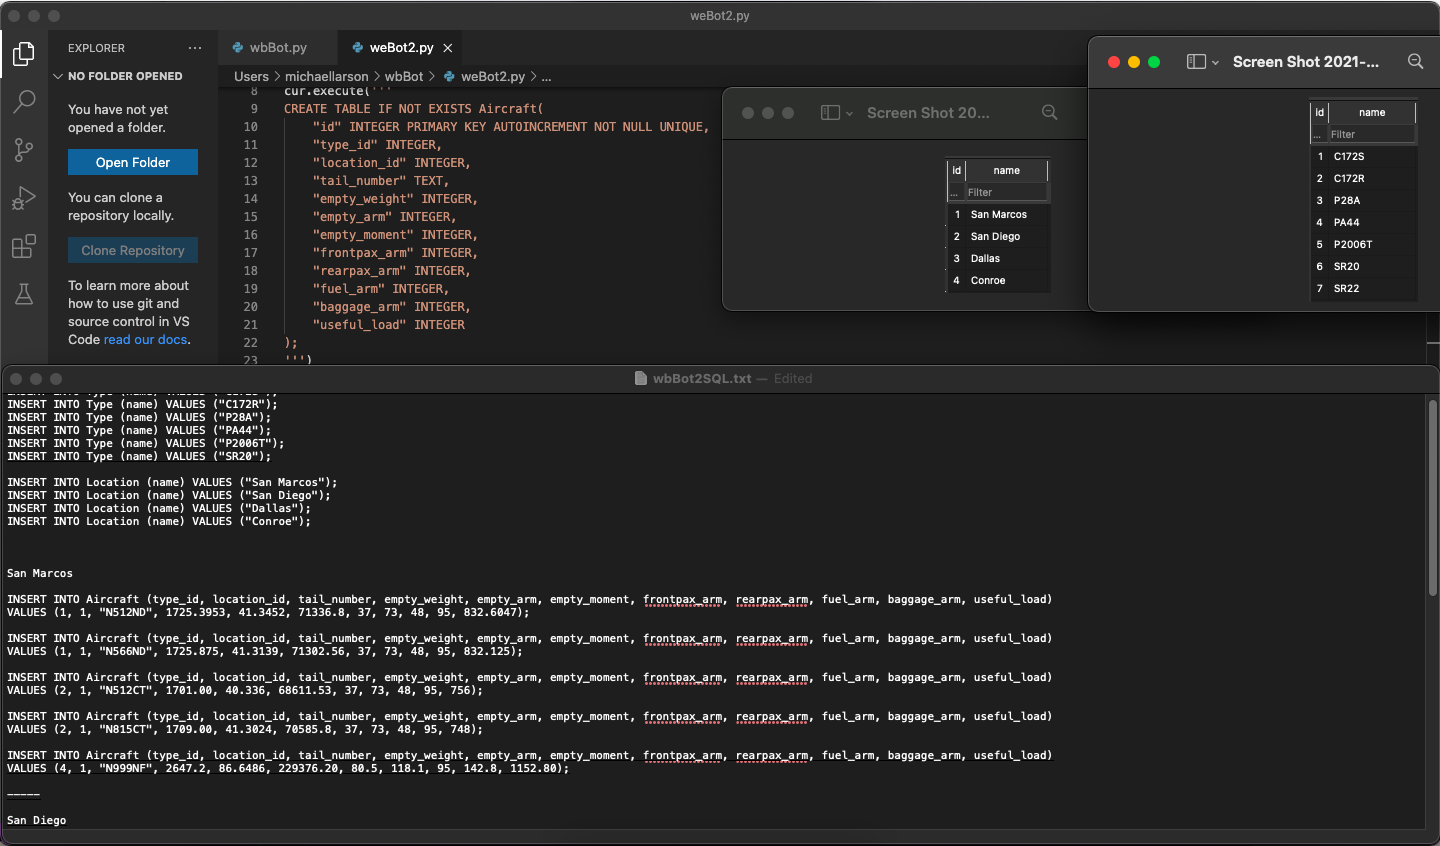 weBot2.py
EXPLORER
NO FOLDER OPENED
You have not yet
opened a folder.
Open Folder
You can clone a
repository locally.
Clone Repository
To learn more about
how to use git and
source control in VS
Code read our docs.
wbBot.py
weBot2.py
Users > michaellarson > wbBot > weBot2.py > ...
8 cur.execute('''
9 CREATE TABLE IF NOT EXISTS Aircraft(
10 "id" INTEGER PRIMARY KEY AUTOINCREMENT NOT NULL UNIQUE,
11 "type_id" INTEGER,
12 "location_id" INTEGER,
13 "tail_number" TEXT,
14 "empty_weight" INTEGER,
15 "empty_arm" INTEGER,
16 "empty_moment" INTEGER,
17 "frontpax_arm" INTEGER,
18 "rearpax_arm" INTEGER,
19 "fuel_arm" INTEGER,
20 "baggage_arm" INTEGER,
21 "useful_load" INTEGER
22 );
23 ''')
Screen Shot 20...
id name
... Filter
1 San Marcos
2 San Diego
3 Dallas
4 Conroe
Screen Shot 2021-...
id name
... Filter
1 C172S
2 C172R
3 P28A
4 PA44
5 P2006T
6 SR20
7 SR22
wbBot2SQL.txt — Edited
INSERT INTO Type (name) VALUES ("C172R");
INSERT INTO Type (name) VALUES ("P28A");
INSERT INTO Type (name) VALUES ("PA44");
INSERT INTO Type (name) VALUES ("P2006T");
INSERT INTO Type (name) VALUES ("SR20");
INSERT INTO Location (name) VALUES ("San Marcos");
INSERT INTO Location (name) VALUES ("San Diego");
INSERT INTO Location (name) VALUES ("Dallas");
INSERT INTO Location (name) VALUES ("Conroe");
San Marcos
INSERT INTO Aircraft (type_id, location_id, tail_number, empty_weight, empty_arm, empty_moment, frontpax_arm, rearpax_arm, fuel_arm, baggage_arm, useful_load)
VALUES (1, 1, "N512ND", 1725.3953, 41.3452, 71336.8, 37, 73, 48, 95, 832.6047);
INSERT INTO Aircraft (type_id, location_id, tail_number, empty_weight, empty_arm, empty_moment, frontpax_arm, rearpax_arm, fuel_arm, baggage_arm, useful_load)
VALUES (1, 1, "N566ND", 1725.875, 41.3139, 71302.56, 37, 73, 48, 95, 832.125);
INSERT INTO Aircraft (type_id, location_id, tail_number, empty_weight, empty_arm, empty_moment, frontpax_arm, rearpax_arm, fuel_arm, baggage_arm, useful_load)
VALUES (2, 1, "N512CT", 1701.00, 40.336, 68611.53, 37, 73, 48, 95, 756);
INSERT INTO Aircraft (type_id, location_id, tail_number, empty_weight, empty_arm, empty_moment, frontpax_arm, rearpax_arm, fuel_arm, baggage_arm, useful_load)
VALUES (2, 1, "N815CT", 1709.00, 41.3024, 70585.8, 37, 73, 48, 95, 748);
INSERT INTO Aircraft (type_id, location_id, tail_number, empty_weight, empty_arm, empty_moment, frontpax_arm, rearpax_arm, fuel_arm, baggage_arm, useful_load)
VALUES (4, 1, "N999NF", 2647.2, 86.6486, 229376.20, 80.5, 118.1, 95, 142.8, 1152.80);
_____
San Diego